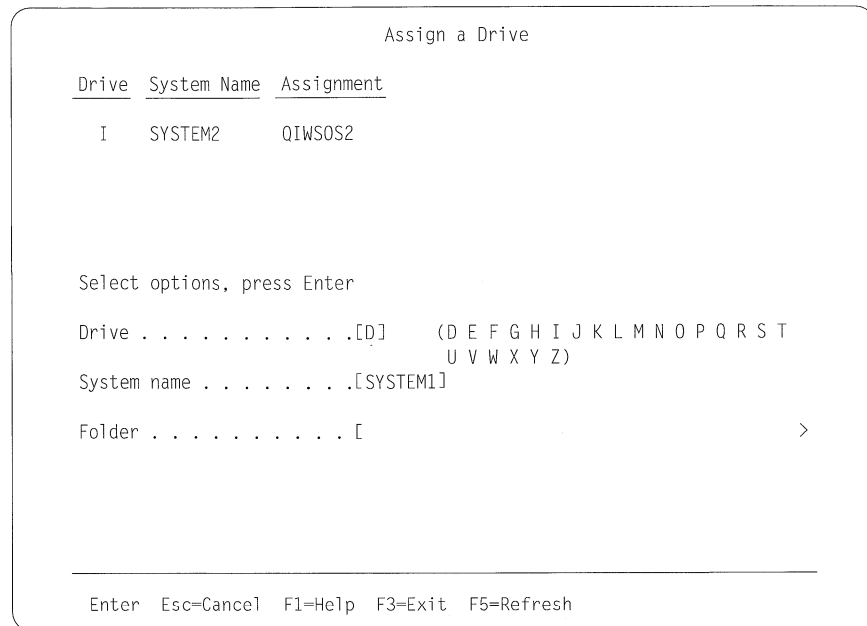 Assign a Drive
Drive System Name Assignment
I SYSTEM2 QIWSOS2
Select options, press Enter
Drive . . . . . . . . . . .[D] (D E F G H I J K L M N O P Q R S T
U V W X Y Z)
System name . . . . . . . .[SYSTEM1]
Folder . . . . . . . . . . [ >
Enter Esc=Cancel F1=Help F3=Exit F5=Refresh